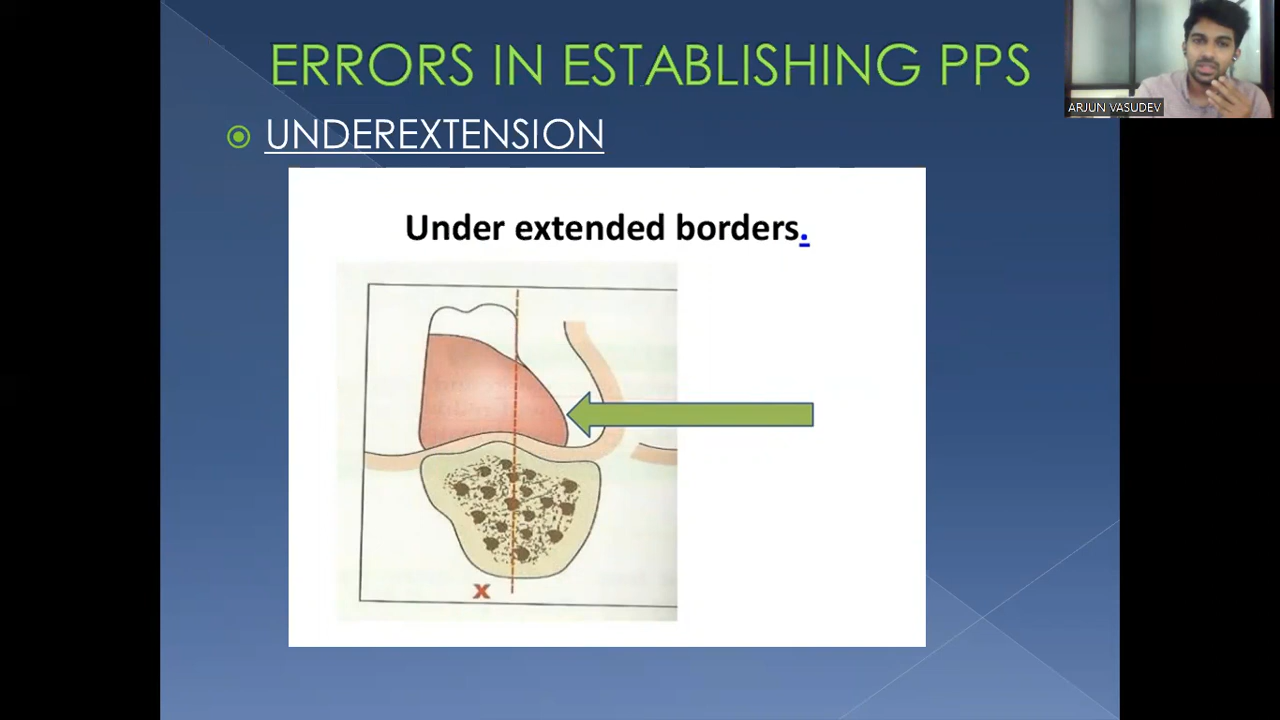 ERRORS IN ESTABLISHING PPS
ARJUN VASUDEV
UNDEREXTENSION
Under extended borders.
X